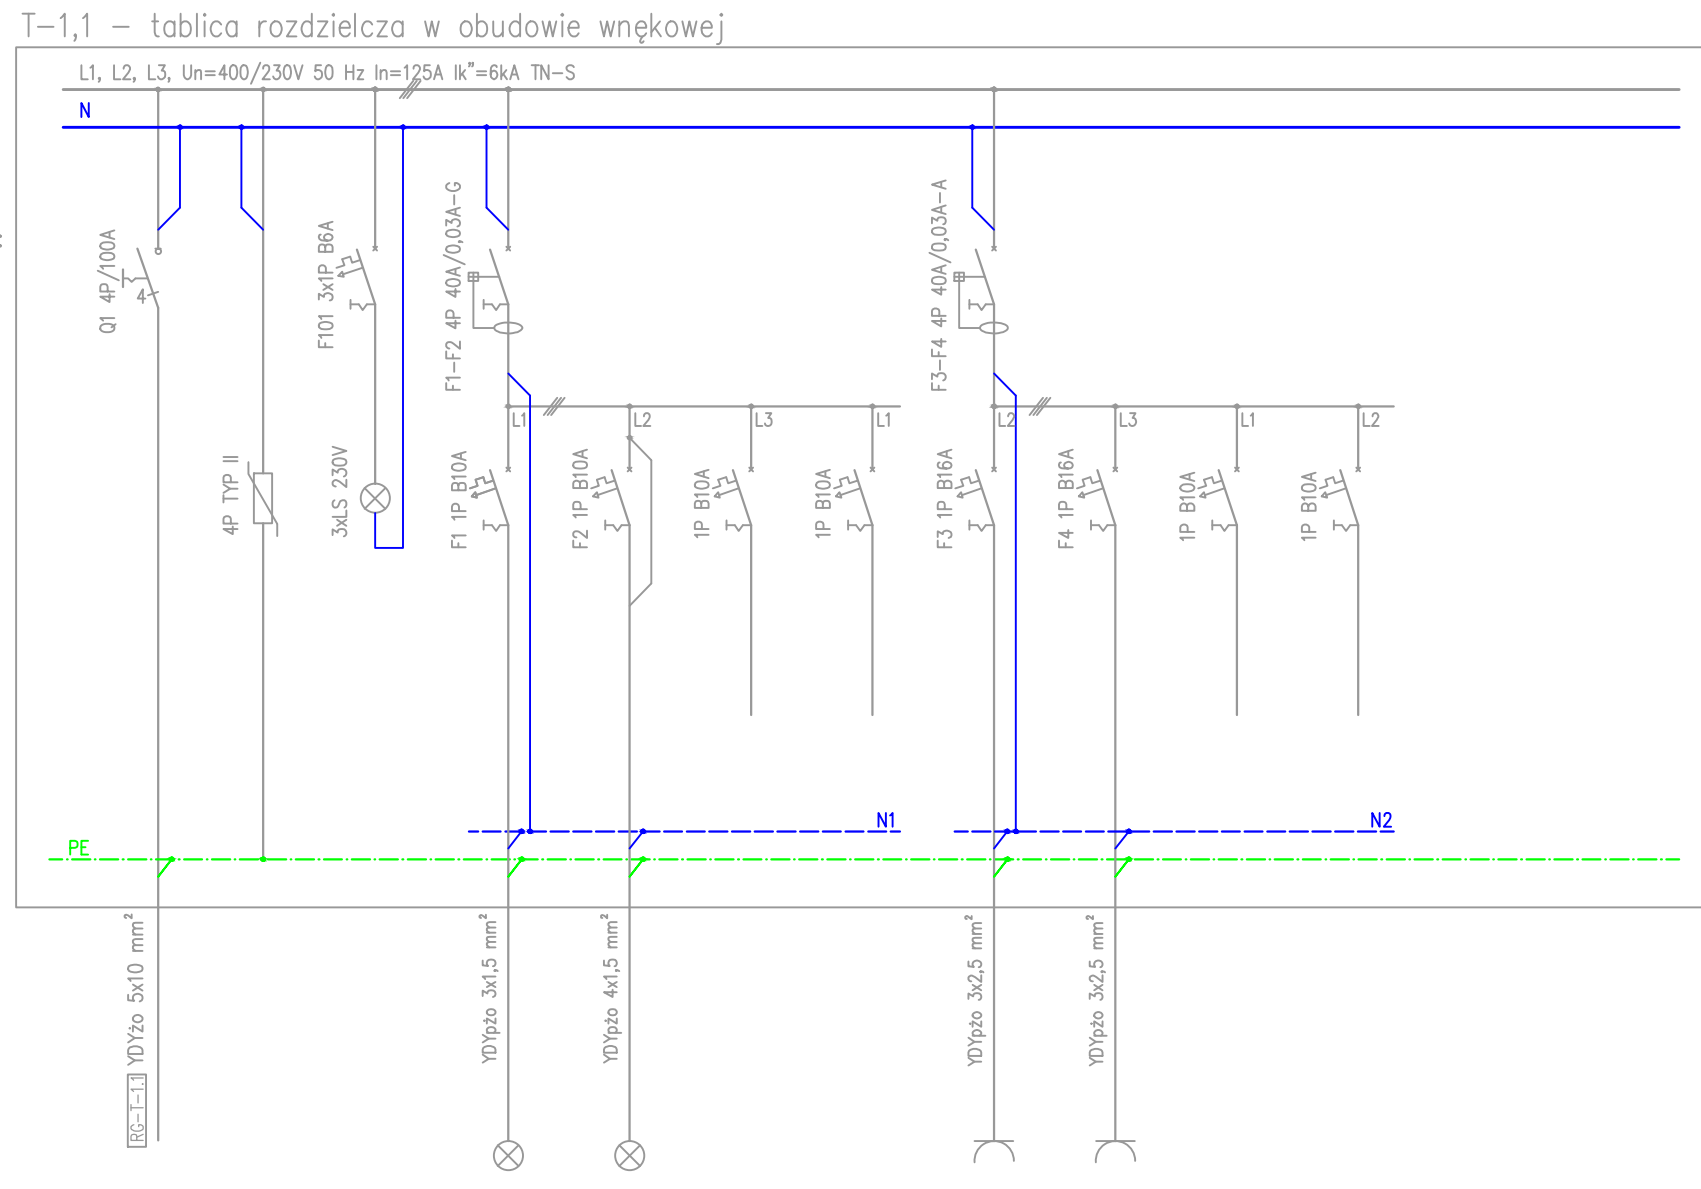 T-1,1 - tablica rozdzielcza w obudowie wnękowej
L1, L2, L3, Un=400/230V 50 Hz In=125A Ik"=6kA TN-S
N
Q1 4P/100A
4
4P TYP II
F101 3x1P B6A
3xLS 230V
F1-F2 4P 40A/0,03A-G
F3-F4 4P 40A/0,03A-A
L1
L2
L3
L1
L2
L3
L1
L2
F1 1P B10A
F2 1P B10A
1P B10A
1P B10A
F3 1P B16A
F4 1P B16A
1P B10A
1P B10A
N1
N2
PE
RG-T-1.1
YDYżo 5x10 mm²
YDYpżo 3x1,5 mm²
YDYpżo 4x1,5 mm²
YDYpżo 3x2,5 mm²
YDYpżo 3x2,5 mm²